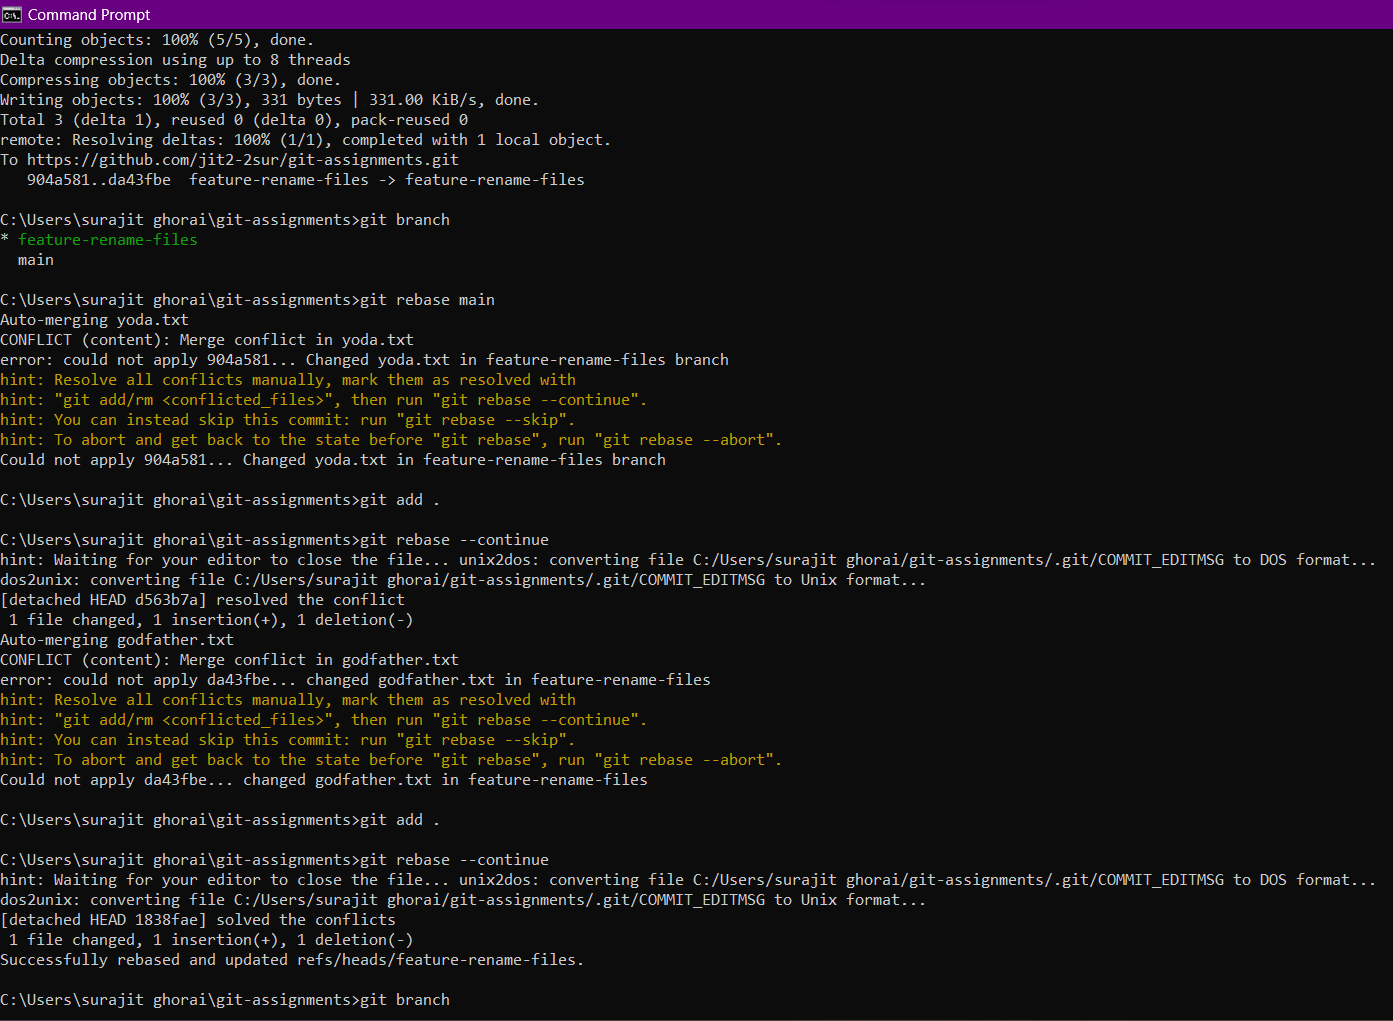 Command Prompt
Counting objects: 100% (5/5), done.
Delta compression using up to 8 threads
Compressing objects: 100% (3/3), done.
Writing objects: 100% (3/3), 331 bytes | 331.00 KiB/s, done.
Total 3 (delta 1), reused 0 (delta 0), pack-reused 0
remote: Resolving deltas: 100% (1/1), completed with 1 local object.
To https://github.com/jit2-2sur/git-assignments.git
   904a581..da43fbe  feature-rename-files -> feature-rename-files
C:\Users\surajit ghorai\git-assignments>git branch
* feature-rename-files
  main
C:\Users\surajit ghorai\git-assignments>git rebase main
Auto-merging yoda.txt
CONFLICT (content): Merge conflict in yoda.txt
error: could not apply 904a581... Changed yoda.txt in feature-rename-files branch
hint: Resolve all conflicts manually, mark them as resolved with
hint: "git add/rm <conflicted_files>", then run "git rebase --continue".
hint: You can instead skip this commit: run "git rebase --skip".
hint: To abort and get back to the state before "git rebase", run "git rebase --abort".
Could not apply 904a581... Changed yoda.txt in feature-rename-files branch
C:\Users\surajit ghorai\git-assignments>git add .
C:\Users\surajit ghorai\git-assignments>git rebase --continue
hint: Waiting for your editor to close the file... unix2dos: converting file C:/Users/surajit ghorai/git-assignments/.git/COMMIT_EDITMSG to DOS format...
dos2unix: converting file C:/Users/surajit ghorai/git-assignments/.git/COMMIT_EDITMSG to Unix format...
[detached HEAD d563b7a] resolved the conflict
 1 file changed, 1 insertion(+), 1 deletion(-)
Auto-merging godfather.txt
CONFLICT (content): Merge conflict in godfather.txt
error: could not apply da43fbe... changed godfather.txt in feature-rename-files
hint: Resolve all conflicts manually, mark them as resolved with
hint: "git add/rm <conflicted_files>", then run "git rebase --continue".
hint: You can instead skip this commit: run "git rebase --skip".
hint: To abort and get back to the state before "git rebase", run "git rebase --abort".
Could not apply da43fbe... changed godfather.txt in feature-rename-files
C:\Users\surajit ghorai\git-assignments>git add .
C:\Users\surajit ghorai\git-assignments>git rebase --continue
hint: Waiting for your editor to close the file... unix2dos: converting file C:/Users/surajit ghorai/git-assignments/.git/COMMIT_EDITMSG to DOS format...
dos2unix: converting file C:/Users/surajit ghorai/git-assignments/.git/COMMIT_EDITMSG to Unix format...
[detached HEAD 1838fae] solved the conflicts
 1 file changed, 1 insertion(+), 1 deletion(-)
Successfully rebased and updated refs/heads/feature-rename-files.
C:\Users\surajit ghorai\git-assignments>git branch